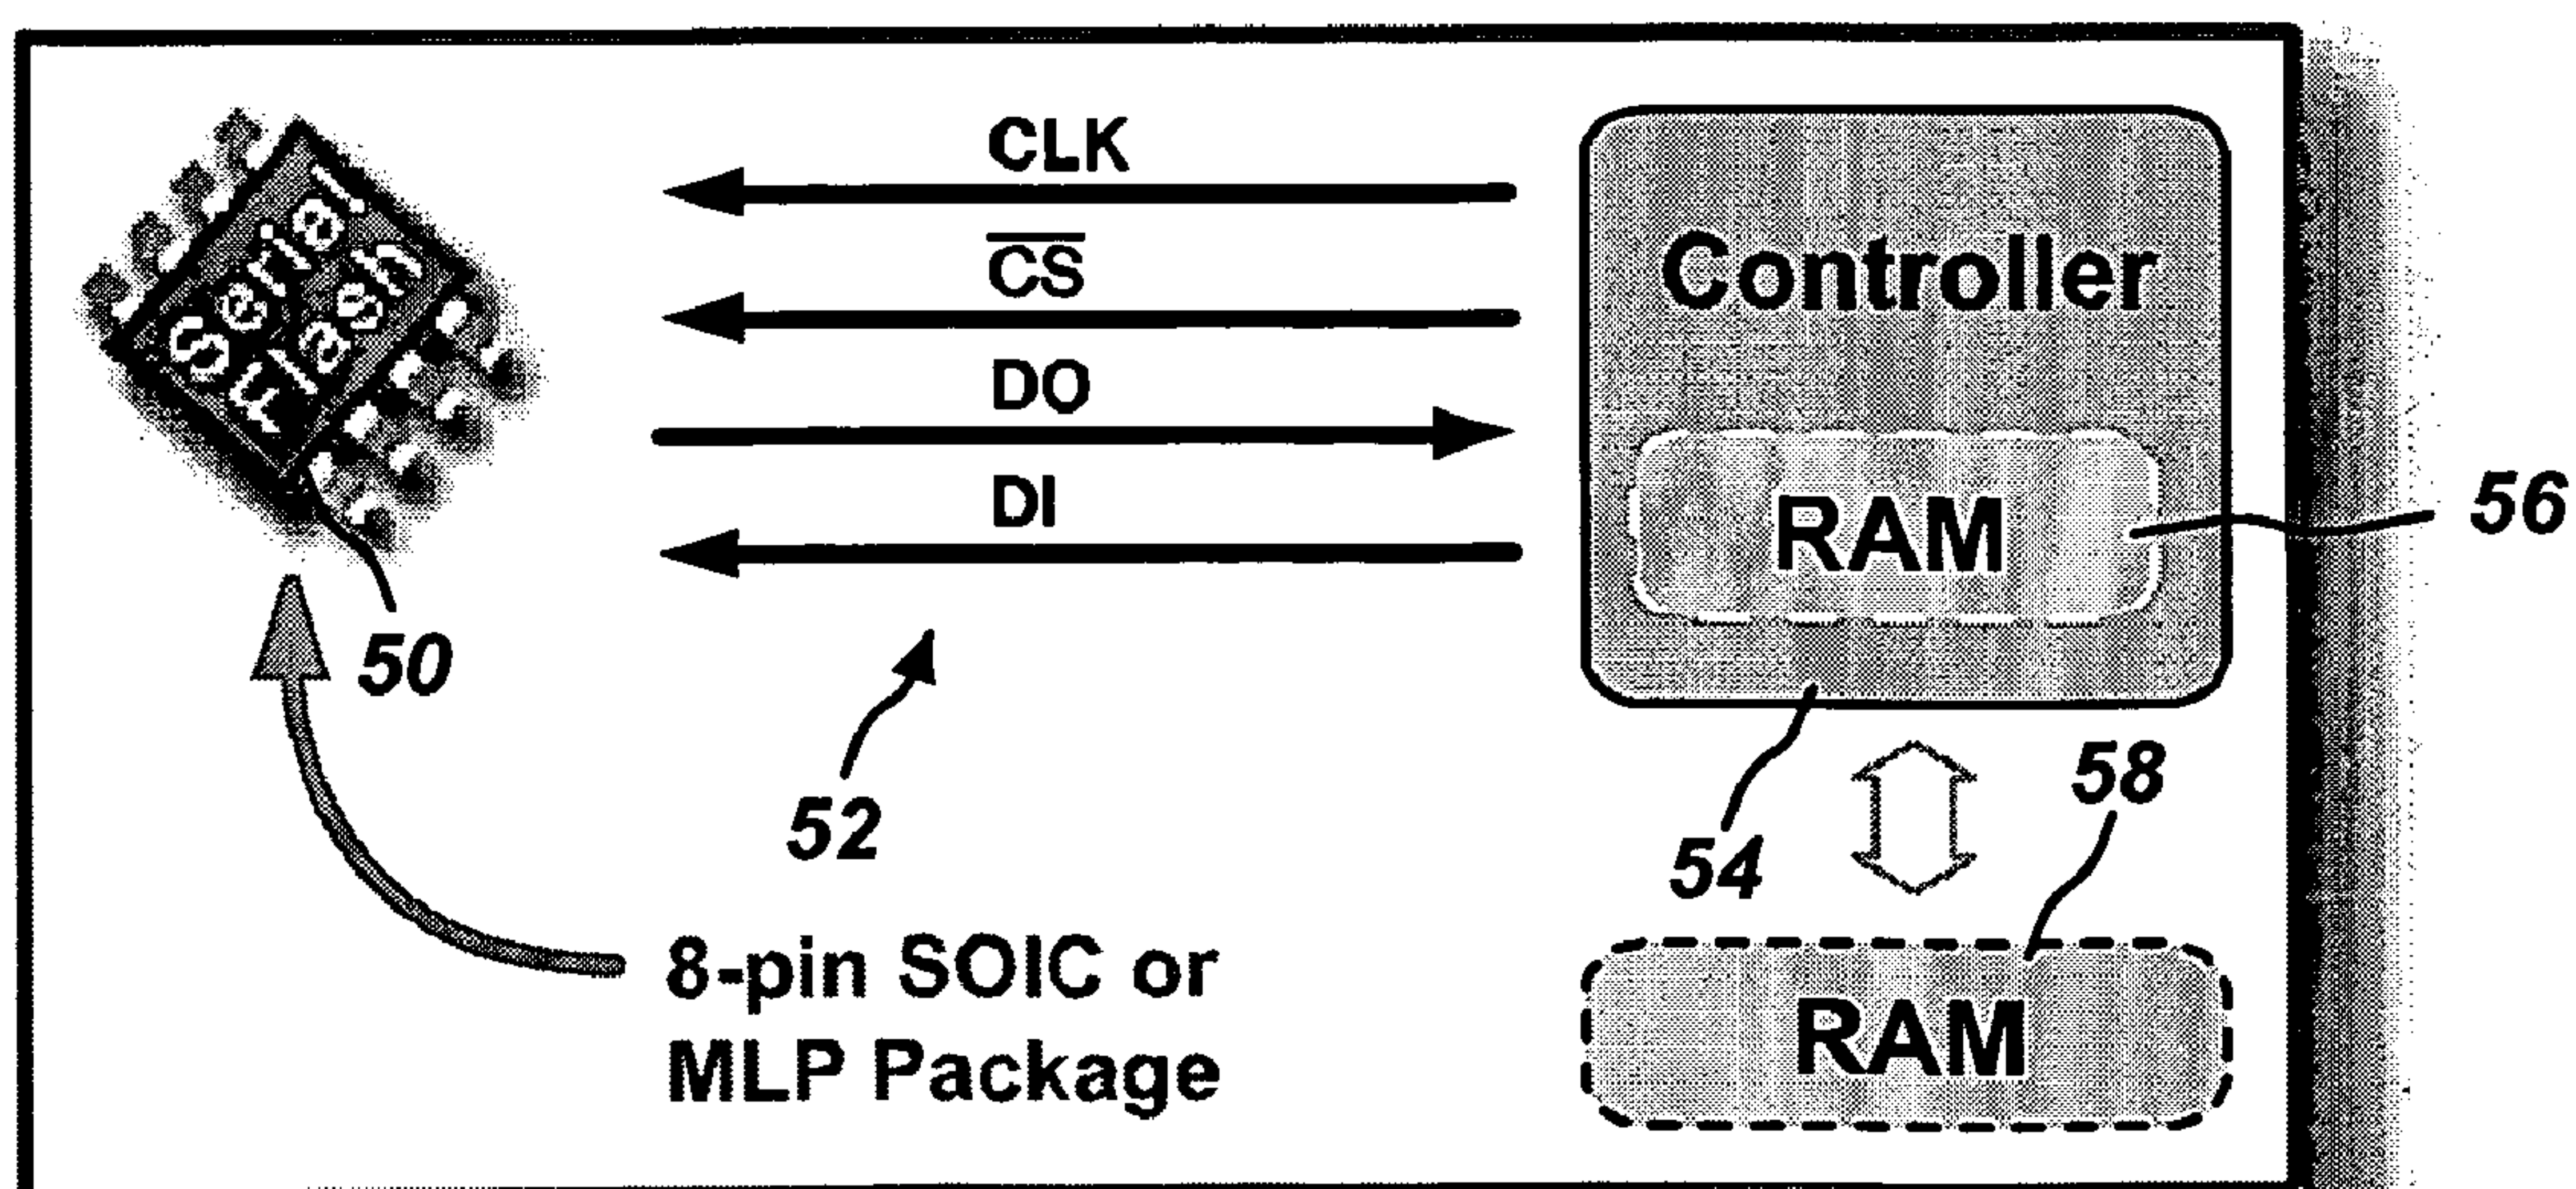 Serial
Flash
CLK
C̅S̅
DO
DI
Controller
RAM
56
50
52
54
58
8-pin SOIC or
MLP Package
RAM